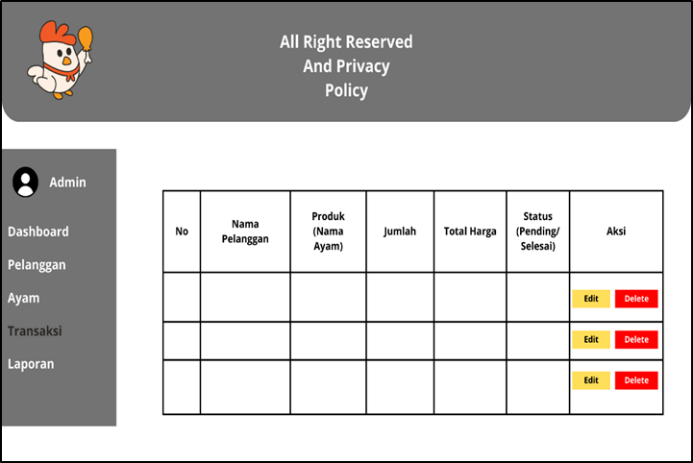 All Right Reserved
And Privacy
Policy
Admin
Dashboard
Pelanggan
Ayam
Transaksi
Laporan
No
Nama
Pelanggan
Produk
(Nama
Ayam)
Jumlah
Total Harga
Status
(Pending/
Selesai)
Aksi
Edit Delete
Edit Delete
Edit Delete